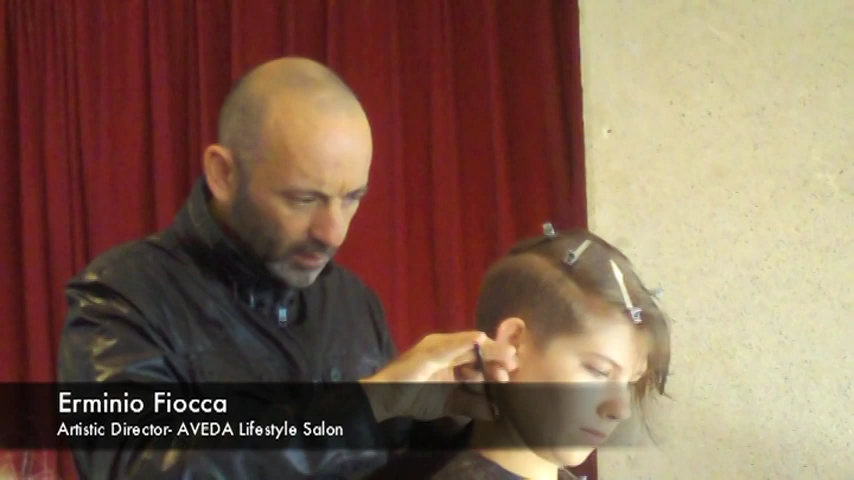 Erminio Fiocca
Artistic Director- AVEDA Lifestyle Salon